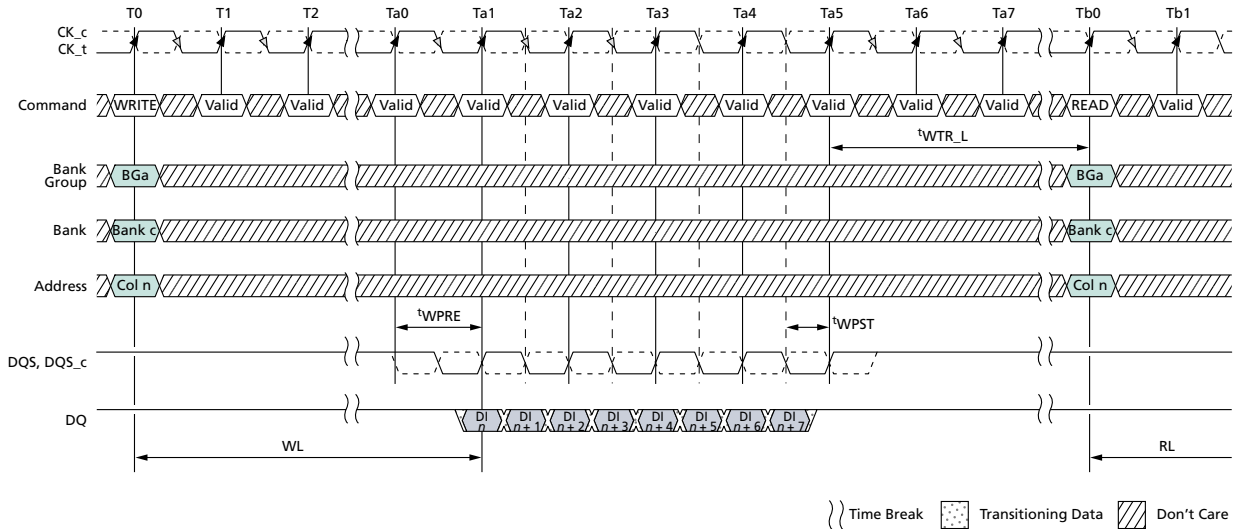 T0 T1 T2 Ta0 Ta1 Ta2 Ta3 Ta4 Ta5 Ta6 Ta7 Tb0 Tb1
CK_c
CK_t
Command WRITE Valid Valid Valid Valid Valid Valid Valid Valid Valid Valid READ Valid
tWTR_L
Bank Group BGa BGa
Bank Bank c Bank c
Address Col n Col n
tWPRE tWPST
DQS, DQS_c
DQ DI n DI n + 1 DI n + 2 DI n + 3 DI n + 4 DI n + 5 DI n + 6 DI n + 7
WL RL
Time Break Transitioning Data Don't Care